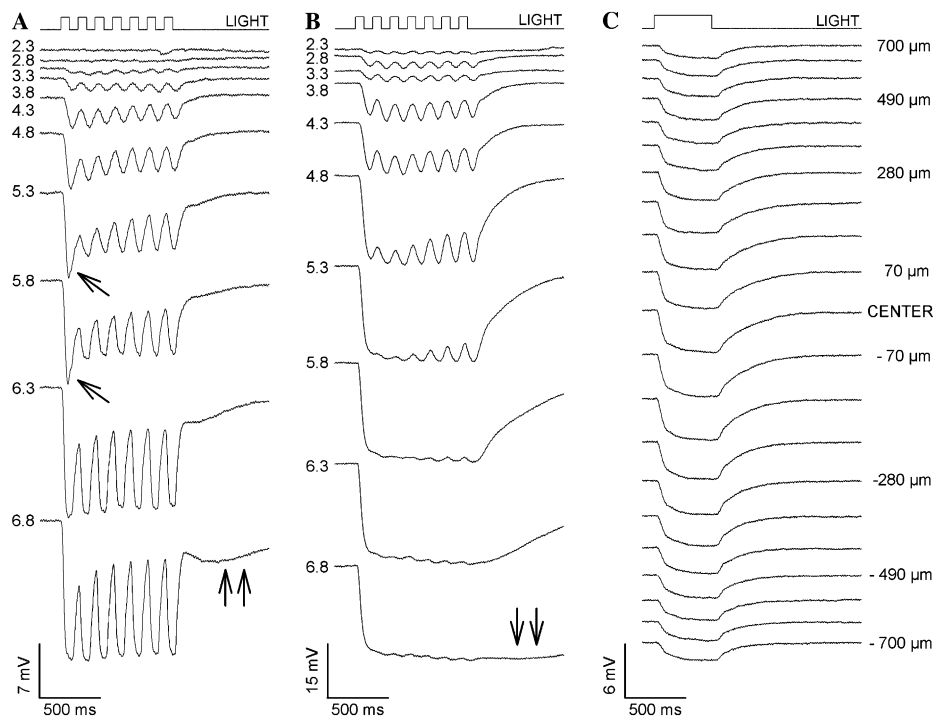 A
LIGHT
2.3
2.8
3.3
3.8
4.3
4.8
5.3
5.8
6.3
6.8
7 mV
500 ms
B
LIGHT
2.3
2.8
3.3
3.8
4.3
4.8
5.3
5.8
6.3
6.8
15 mV
500 ms
C
LIGHT
700 µm
490 µm
280 µm
70 µm
CENTER
- 70 µm
-280 µm
- 490 µm
- 700 µm
6 mV
500 ms